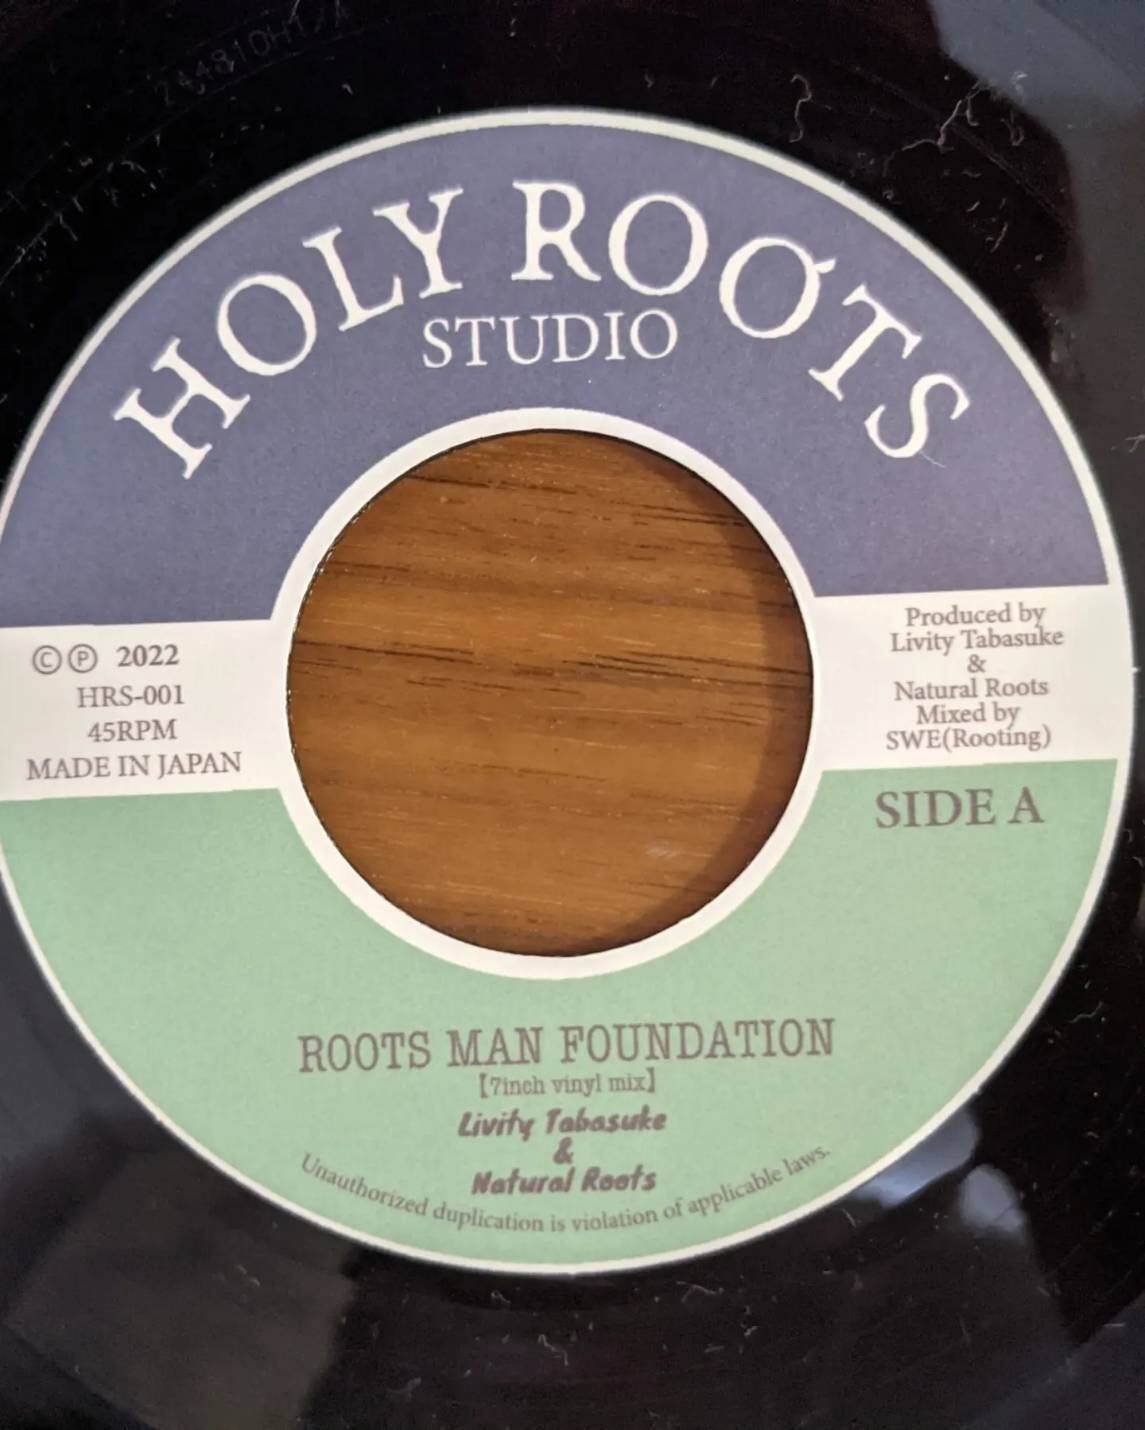 HOLY ROOTS
STUDIO
Ⓒ Ⓟ 2022
HRS-001
45RPM
MADE IN JAPAN
Produced by
Livity Tabasuke
&
Natural Roots
Mixed by
SWE(Rooting)
SIDE A
ROOTS MAN FOUNDATION
【7inch vinyl mix】
Livity Tabasuke
&
Natural Roots
Unauthorized duplication is violation of applicable laws.